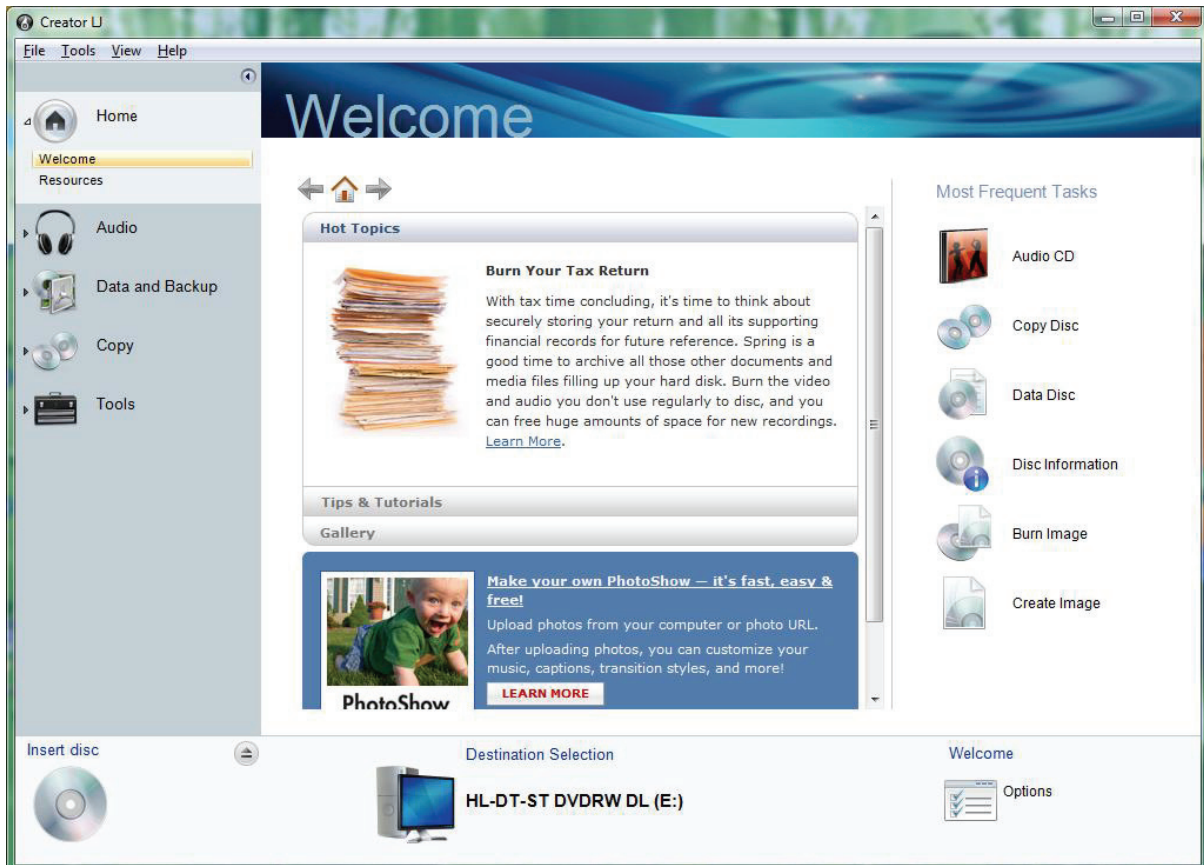 Creator LJ
File Tools View Help
Welcome
Home
Welcome
Resources
Audio
Data and Backup
Copy
Tools
Hot Topics
Burn Your Tax Return
With tax time concluding, it's time to think about
securely storing your return and all its supporting
financial records for future reference. Spring is a
good time to archive all those other documents and
media files filling up your hard disk. Burn the video
and audio you don't use regularly to disc, and you
can free huge amounts of space for new recordings.
Learn More.
Tips & Tutorials
Gallery
Make your own PhotoShow — it's fast, easy &
free!
Upload photos from your computer or photo URL.
After uploading photos, you can customize your
music, captions, transition styles, and more!
LEARN MORE
PhotoShow
Most Frequent Tasks
Audio CD
Copy Disc
Data Disc
Disc Information
Burn Image
Create Image
Insert disc
Destination Selection
HL-DT-ST DVDRW DL (E:)
Welcome
Options